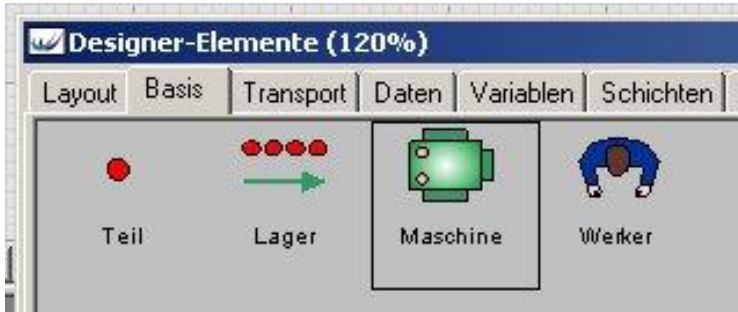 Designer-Elemente (120%)
Layout Basis Transport Daten Variablen Schichten
Teil Lager Maschine Werker